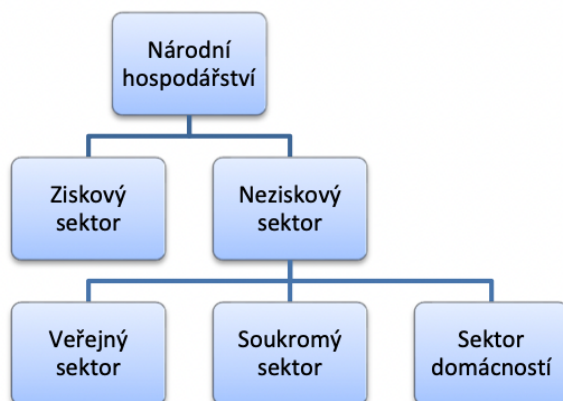 Národní
hospodářství
Ziskový
sektor
Neziskový
sektor
Veřejný
sektor
Soukromý
sektor
Sektor
domácností